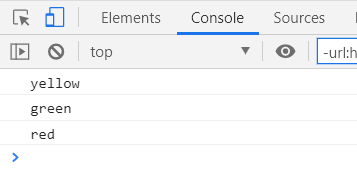 Elements Console Sources
top -url:h
yellow
green
red